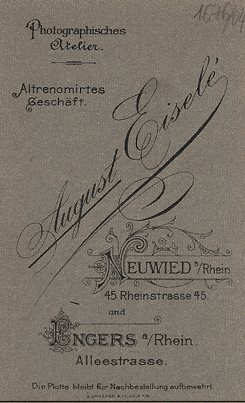 Photographisches
Atelier.
Altrenomirtes
Geschäft.
August Eiselé
NEUWIED a/Rhein
45 Rheinstrasse 45.
and
ENGERS a/Rhein.
Alleestrasse.
Die Platte bleibt für Nachbestellung aufbewahrt.